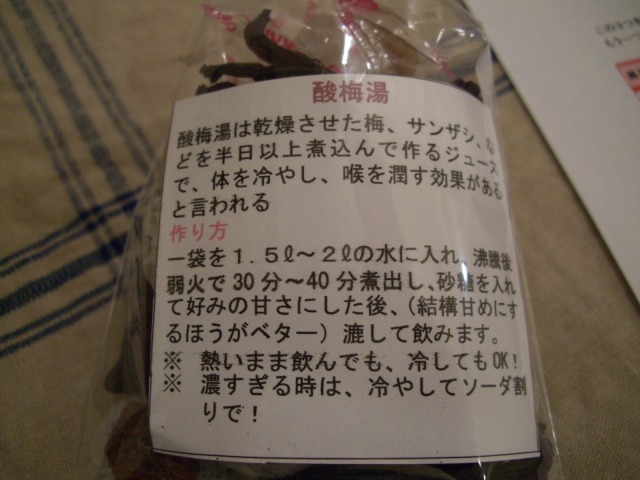 酸梅湯
酸梅湯は乾燥させた梅、サンザシ、な
どを半日以上煮込んで作るジュース
で、体を冷やし、喉を潤す効果がある
と言われる
作り方
一袋を1.5ℓ～2ℓの水に入れ、沸騰後
弱火で30分～40分煮出し、砂糖を入れ
て好みの甘さにした後、(結構甘めにす
るほうがベター）漉して飲みます。
※ 熱いまま飲んでも、冷してもOK!
※ 濃すぎる時は、冷やしてソーダ割
りで!